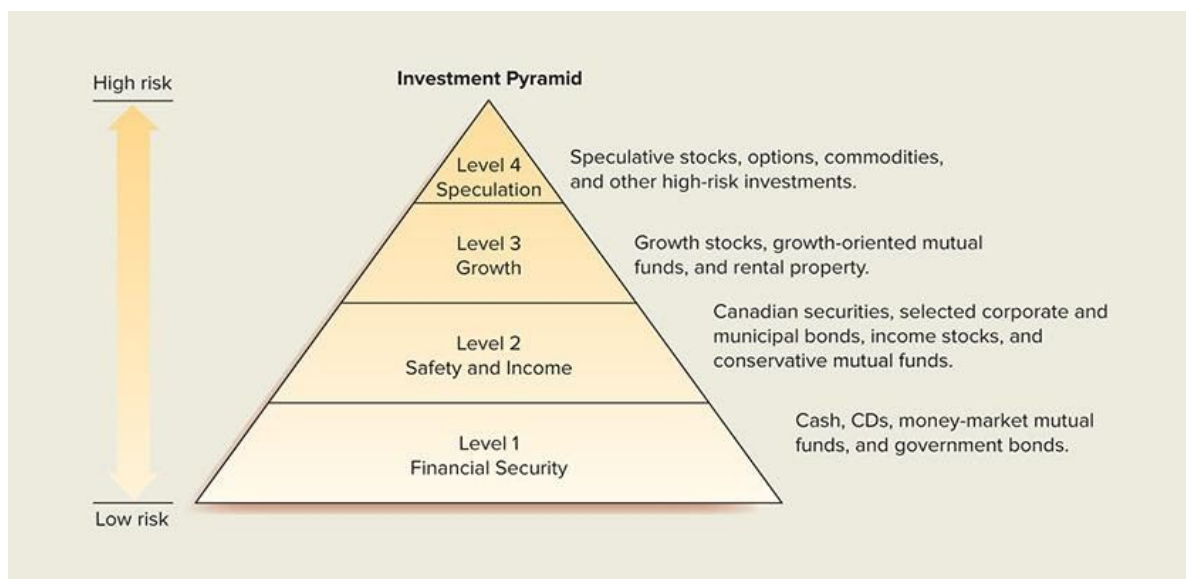 Investment Pyramid
High risk
Level 4
Speculation
Speculative stocks, options, commodities,
and other high-risk investments.
Level 3
Growth
Growth stocks, growth-oriented mutual
funds, and rental property.
Level 2
Safety and Income
Canadian securities, selected corporate and
municipal bonds, income stocks, and
conservative mutual funds.
Level 1
Financial Security
Cash, CDs, money-market mutual
funds, and government bonds.
Low risk